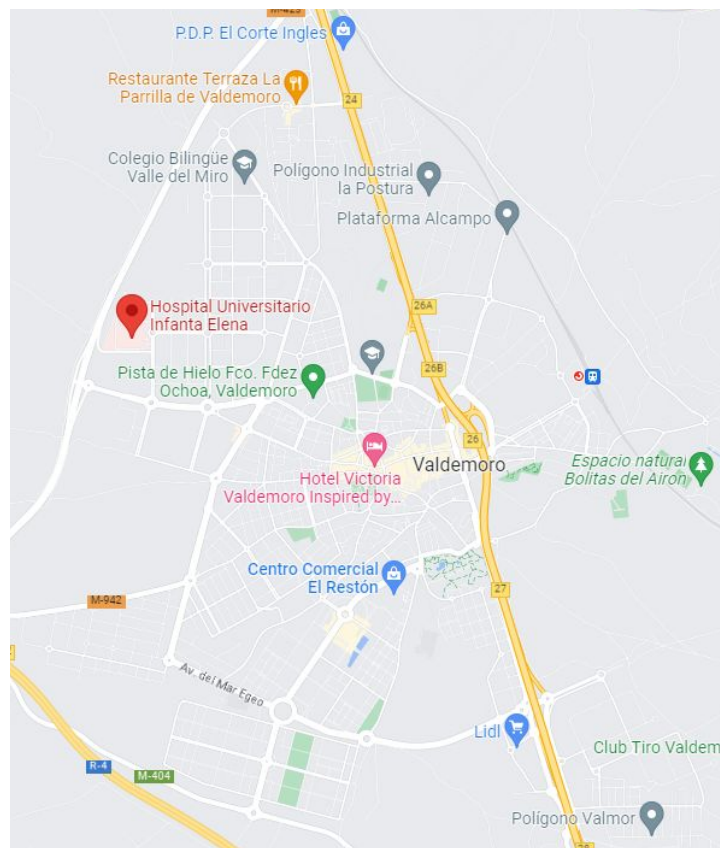 M-423
P.D.P. El Corte Ingles
Restaurante Terraza La
Parrilla de Valdemoro
24
Colegio Bilingüe
Valle del Miro
Polígono Industrial
la Postura
Plataforma Alcampo
26A
Hospital Universitario
Infanta Elena
26B
Pista de Hielo Fco. Fdez
Ochoa, Valdemoro
26
Valdemoro
Hotel Victoria
Valdemoro Inspired by...
Espacio natural
Bolitas del Airón
Centro Comercial
El Restón
27
M-942
Av. del Mar Egeo
Lidl
Club Tiro Valdem
R-4
M-404
Polígono Valmor
28